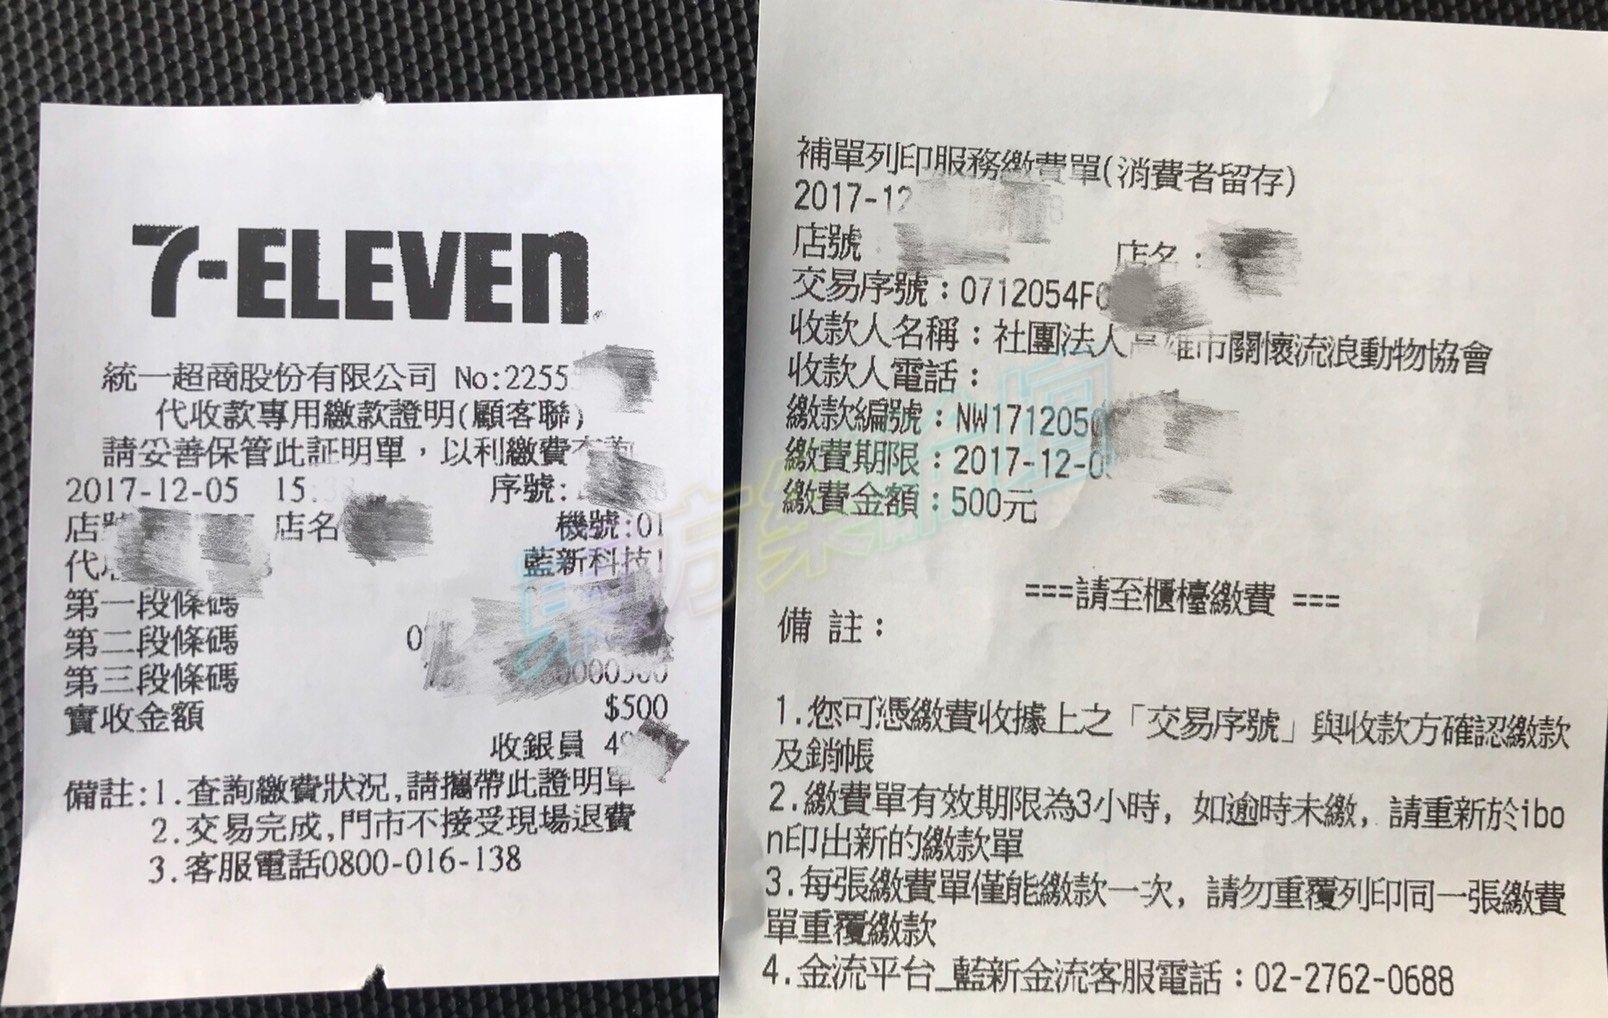 7-ELEVEN
統一超商股份有限公司 No:2255
代收款專用繳款證明(顧客聯)
請妥善保管此証明單，以利繳費查詢
2017-12-05 15: 序號:
店號 店名 機號:01
代 藍新科技1
第一段條碼
第二段條碼 0
第三段條碼 0000500
實收金額 $500
收銀員 49
備註:1.查詢繳費狀況,請攜帶此證明單
2.交易完成,門市不接受現場退費
3.客服電話0800-016-138
補單列印服務繳費單(消費者留存)
2017-12
店號 店名：
交易序號：0712054F
收款人名稱：社團法人高雄市關懷流浪動物協會
收款人電話：
繳款編號：NW1712050
繳費期限：2017-12-0
繳費金額：500元
===請至櫃檯繳費 ===
備 註：
1.您可憑繳費收據上之「交易序號」與收款方確認繳款
及銷帳
2.繳費單有效期限為3小時，如逾時未繳，請重新於ibo
n印出新的繳款單
3.每張繳費單僅能繳款一次，請勿重覆列印同一張繳費
單重覆繳款
4.金流平台_藍新金流客服電話：02-2762-0688